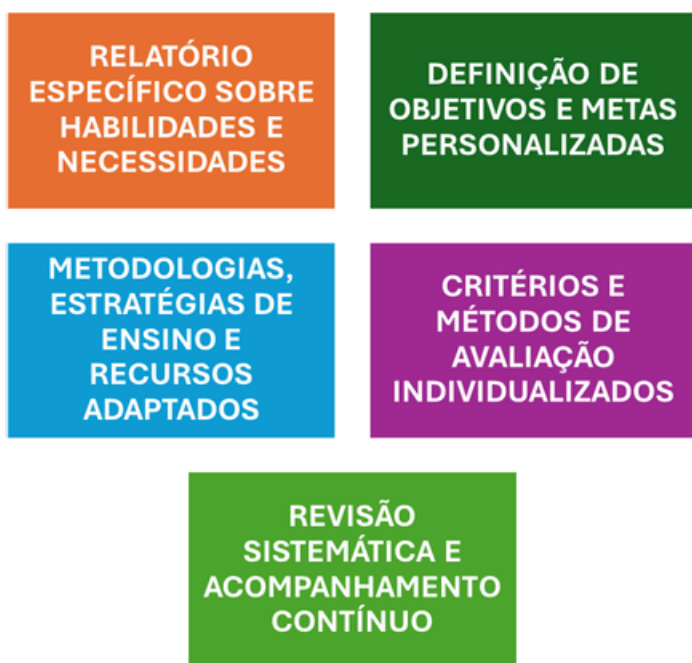 RELATÓRIO
ESPECÍFICO SOBRE
HABILIDADES E
NECESSIDADES
DEFINIÇÃO DE
OBJETIVOS E METAS
PERSONALIZADAS
METODOLOGIAS,
ESTRATÉGIAS DE
ENSINO E
RECURSOS
ADAPTADOS
CRITÉRIOS E
MÉTODOS DE
AVALIAÇÃO
INDIVIDUALIZADOS
REVISÃO
SISTEMÁTICA E
ACOMPANHAMENTO
CONTÍNUO